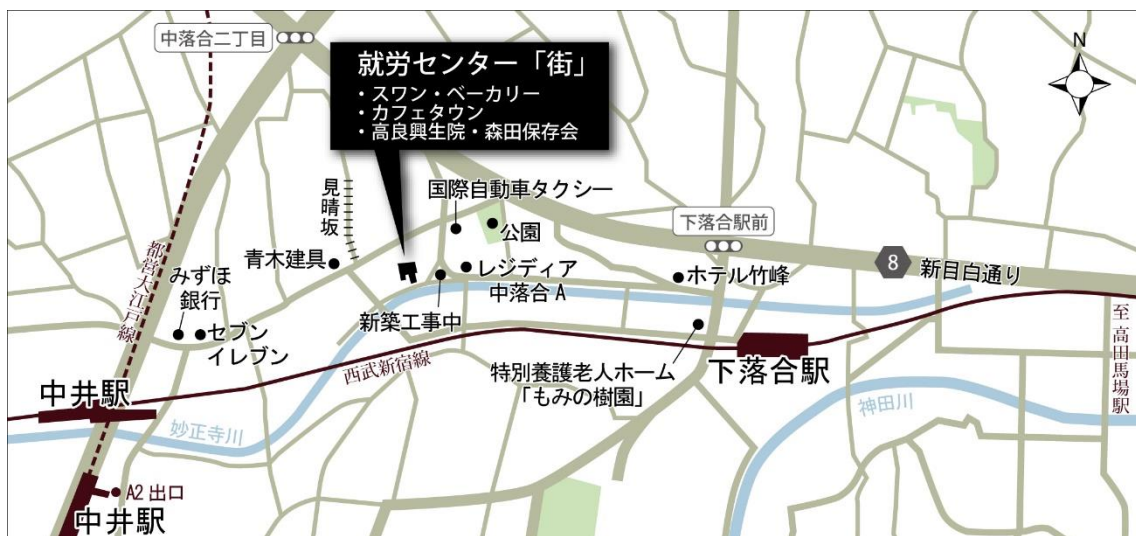 中落合二丁目
就労センター「街」
・スワン・ベーカリー
・カフェタウン
・高良興生院・森田保存会
N
見晴坂
国際自動車タクシー
公園
下落合駅前
8
新目白通り
青木建具
レジディア
中落合 A
ホテル竹峰
都営大江戸線
みずほ
銀行
セブン
イレブン
新築工事中
西武新宿線
特別養護老人ホーム
「もみの樹園」
下落合駅
至 高田馬場駅
中井駅
妙正寺川
神田川
A2 出口
中井駅